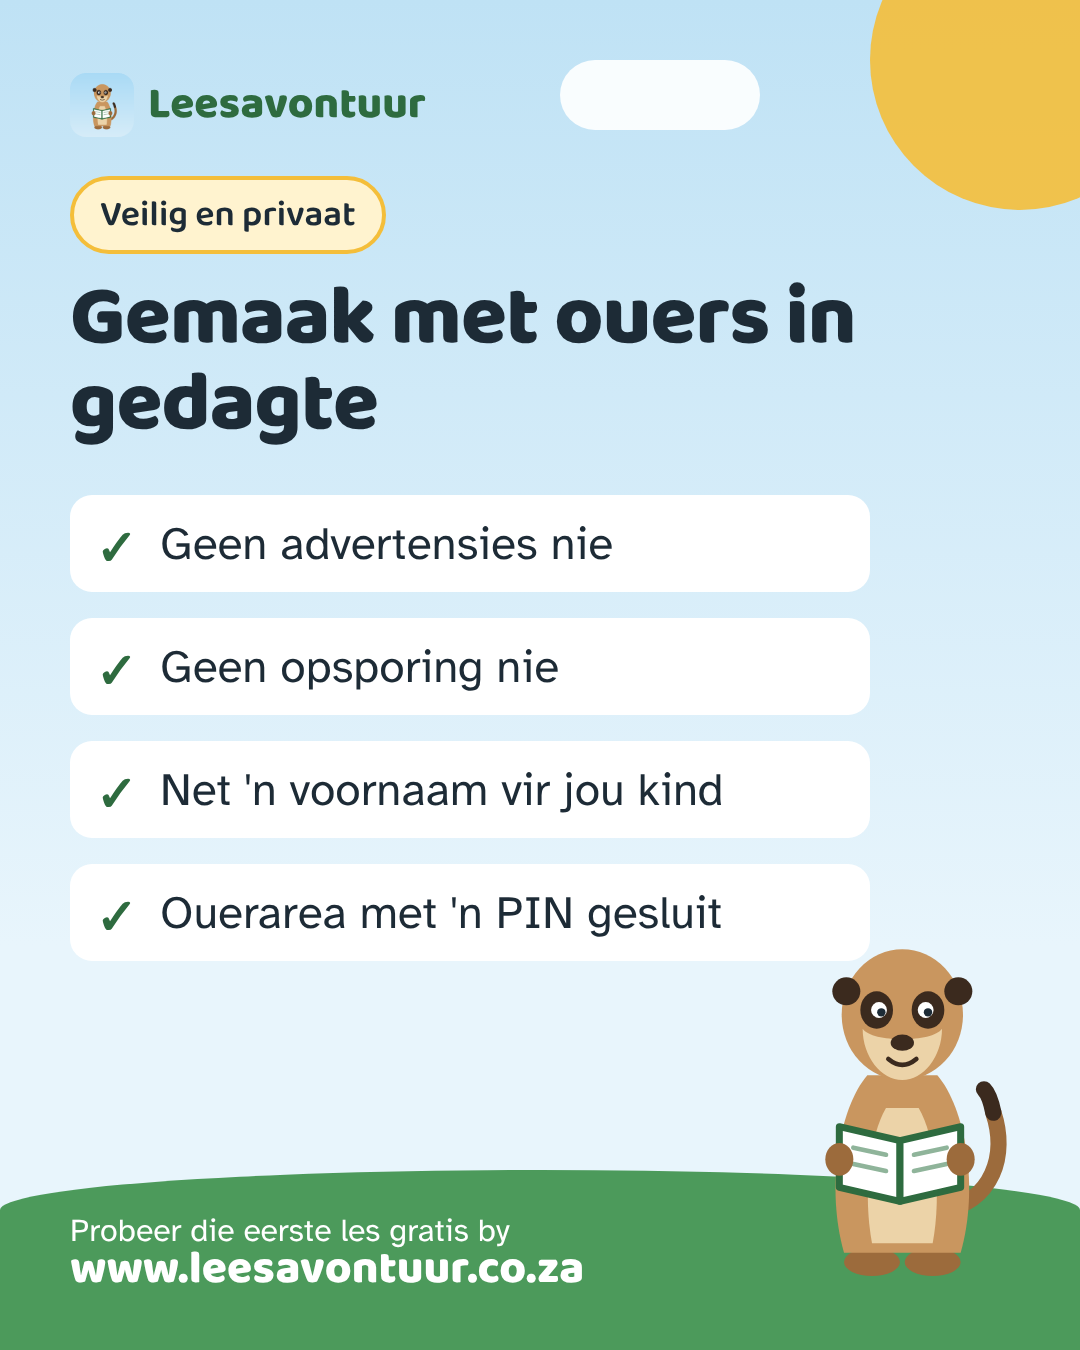 Leesavontuur
Veilig en privaat
Gemaak met ouers in
gedagte
✓ Geen advertensies nie
✓ Geen opsporing nie
✓ Net 'n voornaam vir jou kind
✓ Ouerarea met 'n PIN gesluit
Probeer die eerste les gratis by
www.leesavontuur.co.za